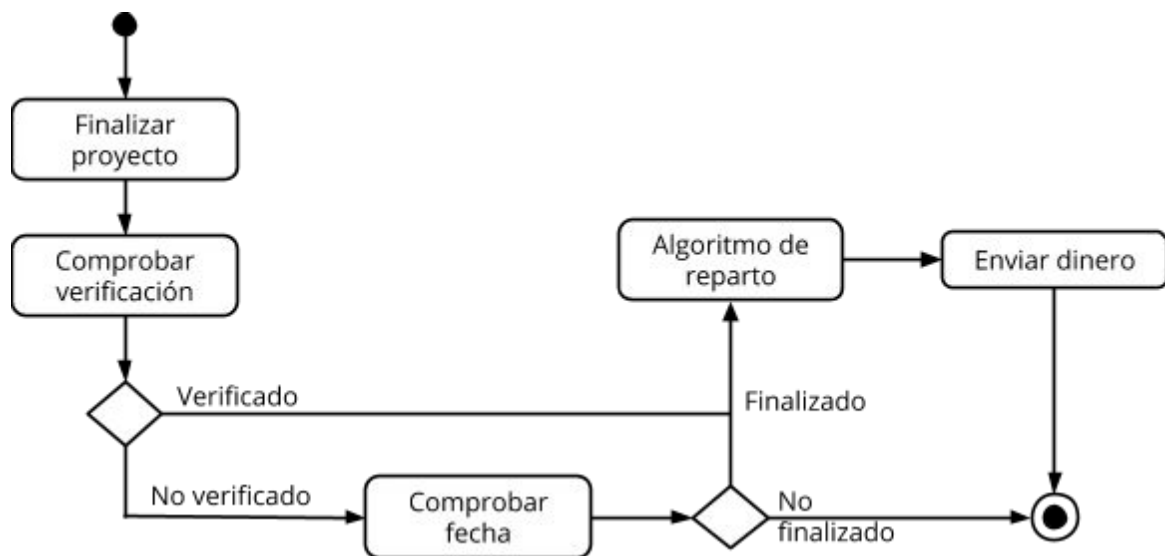 Finalizar
proyecto
Comprobar
verificación
Algoritmo de
reparto
Enviar dinero
Verificado
Finalizado
No verificado
Comprobar
fecha
No
finalizado